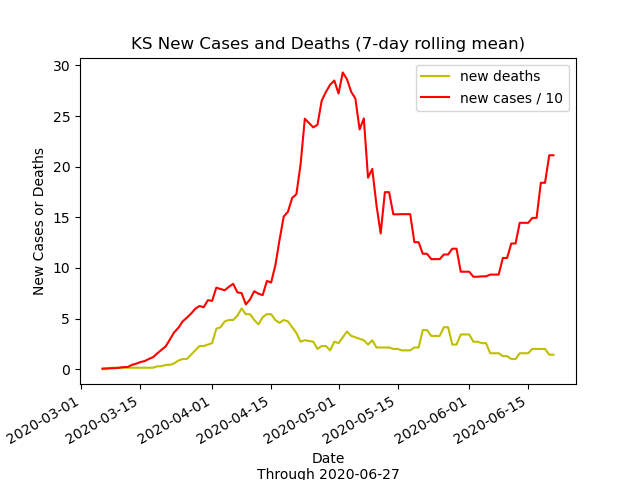 KS New Cases and Deaths (7-day rolling mean)
new deaths
new cases / 10
New Cases or Deaths
30
25
20
15
10
5
0
2020-03-01
2020-03-15
2020-04-01
2020-04-15
2020-05-01
2020-05-15
2020-06-01
2020-06-15
Date
Through 2020-06-27